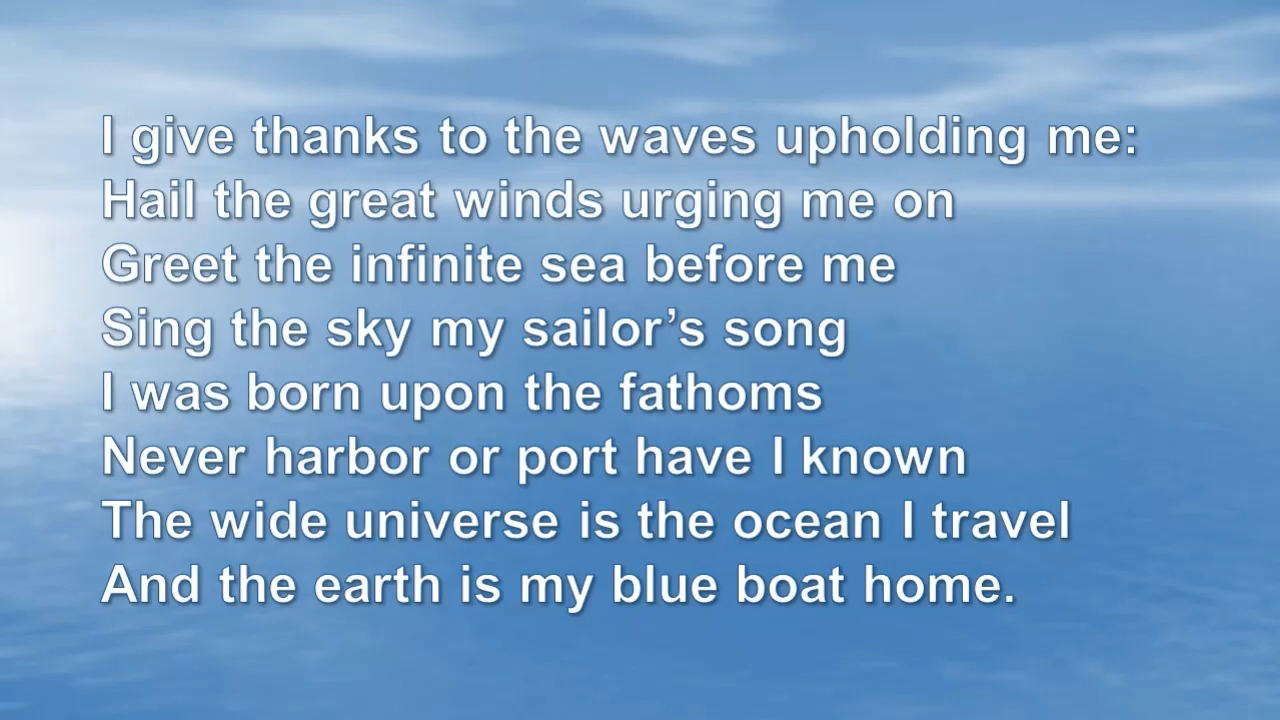 I give thanks to the waves upholding me:
Hail the great winds urging me on
Greet the infinite sea before me
Sing the sky my sailor’s song
I was born upon the fathoms
Never harbor or port have I known
The wide universe is the ocean I travel
And the earth is my blue boat home.